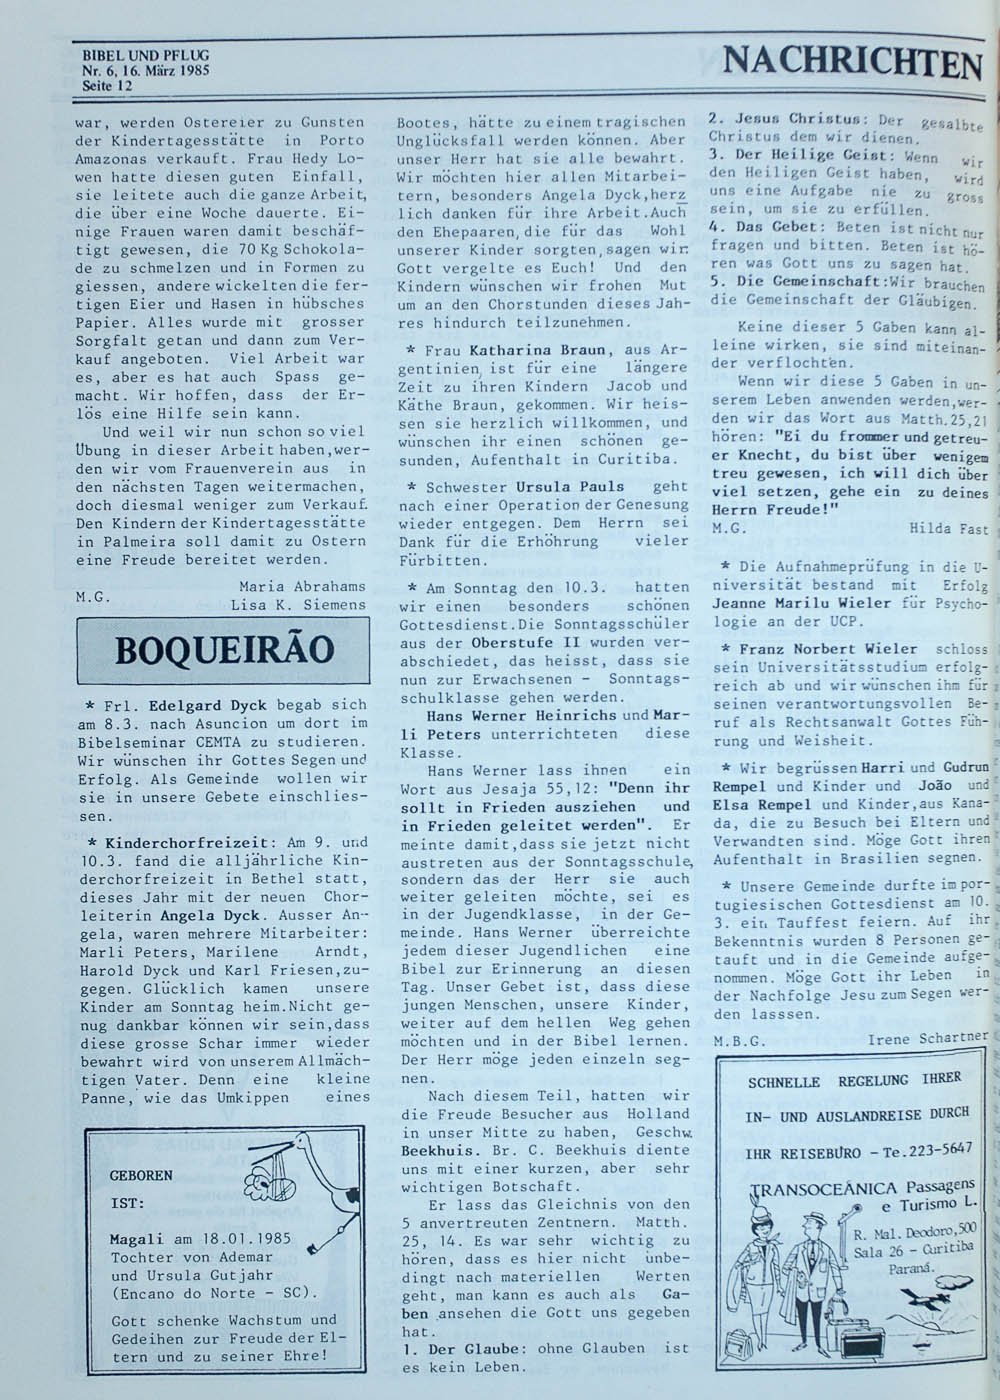 BIBEL UND PFLUG
Nr. 6, 16. März 1985
Seite 12
NACHRICHTEN
war, werden Ostereier zu Gunsten
der Kindertagesstätte in Porto
Amazonas verkauft. Frau Hedy Lo-
wen hatte diesen guten Einfall,
sie leitete auch die ganze Arbeit,
die über eine Woche dauerte. Ei-
nige Frauen waren damit beschäf-
tigt gewesen, die 70 Kg Schokola-
de zu schmelzen und in Formen zu
giessen, andere wickelten die fer-
tigen Eier und Hasen in hübsches
Papier. Alles wurde mit grosser
Sorgfalt getan und dann zum Ver-
kauf angeboten. Viel Arbeit war
es, aber es hat auch Spass ge-
macht. Wir hoffen, dass der Er-
lös eine Hilfe sein kann.
Und weil wir nun schon so viel
Übung in dieser Arbeit haben,wer-
den wir vom Frauenverein aus in
den nächsten Tagen weitermachen,
doch diesmal weniger zum Verkauf.
Den Kindern der Kindertagesstätte
in Palmeira soll damit zu Ostern
eine Freude bereitet werden.
Maria Abrahams
M.G.
Lisa K. Siemens
BOQUEIRÃO
* Frl. Edelgard Dyck begab sich
am 8.3. nach Asuncion um dort im
Bibelseminar CEMTA zu studieren.
Wir wünschen ihr Gottes Segen und
Erfolg. Als Gemeinde wollen wir
sie in unsere Gebete einschlies-
sen.
* Kinderchorfreizeit: Am 9. und
10.3. fand die alljährliche Kin-
derchorfreizeit in Bethel statt,
dieses Jahr mit der neuen Chor-
leiterin Angela Dyck. Ausser An-
gela, waren mehrere Mitarbeiter:
Marli Peters, Marilene Arndt,
Harold Dyck und Karl Friesen,zu-
gegen. Glücklich kamen unsere
Kinder am Sonntag heim.Nicht ge-
nug dankbar können wir sein,dass
diese grosse Schar immer wieder
bewahrt wird von unserem Allmäch-
tigen Vater. Denn eine kleine
Panne, wie das Umkippen eines
GEBOREN
IST:
Magali am 18.01.1985
Tochter von Ademar
und Ursula Gutjahr
(Encano do Norte - SC).
Gott schenke Wachstum und
Gedeihen zur Freude der El-
tern und zu seiner Ehre!
Bootes, hätte zu einem tragischen
Unglücksfall werden können. Aber
unser Herr hat sie alle bewahrt.
Wir möchten hier allen Mitarbei-
tern, besonders Angela Dyck,herz
lich danken für ihre Arbeit.Auch
den Ehepaaren,die für das Wohl
unserer Kinder sorgten,sagen wir:
Gott vergelte es Euch! Und den
Kindern wünschen wir frohen Mut
um an den Chorstunden dieses Jah-
res hindurch teilzunehmen.
* Frau Katharina Braun, aus Ar-
gentinien, ist für eine längere
Zeit zu ihren Kindern Jacob und
Käthe Braun, gekommen. Wir heis-
sen sie herzlich willkommen, und
wünschen ihr einen schönen ge-
sunden, Aufenthalt in Curitiba.
* Schwester Ursula Pauls geht
nach einer Operation der Genesung
wieder entgegen. Dem Herrn sei
Dank für die Erhöhrung vieler
Fürbitten.
* Am Sonntag den 10.3. hatten
wir einen besonders schönen
Gottesdienst.Die Sonntagsschüler
aus der Oberstufe II wurden ver-
abschiedet, das heisst, dass sie
nun zur Erwachsenen - Sonntags-
schulklasse gehen werden.
Hans Werner Heinrichs und Mar-
li Peters unterrichteten diese
Klasse.
Hans Werner lass ihnen ein
Wort aus Jesaja 55,12: "Denn ihr
sollt in Frieden ausziehen und
in Frieden geleitet werden". Er
meinte damit,dass sie jetzt nicht
austreten aus der Sonntagsschule,
sondern das der Herr sie auch
weiter geleiten möchte, sei es
in der Jugendklasse, in der Ge-
meinde. Hans Werner überreichte
jedem dieser Jugendlichen eine
Bibel zur Erinnerung an diesen
Tag. Unser Gebet ist, dass diese
jungen Menschen, unsere Kinder,
weiter auf dem hellen Weg gehen
möchten und in der Bibel lernen.
Der Herr möge jeden einzeln seg-
nen.
Nach diesem Teil, hatten wir
die Freude Besucher aus Holland
in unser Mitte zu haben, Geschw.
Beekhuis. Br. C. Beekhuis diente
uns mit einer kurzen, aber sehr
wichtigen Botschaft.
Er lass das Gleichnis von den
5 anvertreuten Zentnern. Matth.
25, 14. Es war sehr wichtig zu
hören, dass es hier nicht unbe-
dingt nach materiellen Werten
geht, man kann es auch als Ga-
ben ansehen die Gott uns gegeben
hat.
1. Der Glaube: ohne Glauben ist
es kein Leben.
2. Jesus Christus: Der gesalbte
Christus dem wir dienen.
3. Der Heilige Geist: Wenn wir
den Heiligen Geist haben, wird
uns eine Aufgabe nie zu gross
sein, um sie zu erfüllen.
4. Das Gebet: Beten ist nicht nur
fragen und bitten. Beten ist hö-
ren was Gott uns zu sagen hat.
5. Die Gemeinschaft:Wir brauchen
die Gemeinschaft der Gläubigen.
Keine dieser 5 Gaben kann al-
leine wirken, sie sind miteinan-
der verflochten.
Wenn wir diese 5 Gaben in un-
serem Leben anwenden werden,wer-
den wir das Wort aus Matth.25,21
hören: "Ei du frommer und getreu-
er Knecht, du bist über wenigem
treu gewesen, ich will dich über
viel setzen, gehe ein zu deines
Herrn Freude!"
M.G. Hilda Fast
* Die Aufnahmeprüfung in die U-
niversität bestand mit Erfolg
Jeanne Marilu Wieler für Psycho-
logie an der UCP.
* Franz Norbert Wieler schloss
sein Universitätsstudium erfolg-
reich ab und wir wünschen ihm für
seinen verantwortungsvollen Be-
ruf als Rechtsanwalt Gottes Füh-
rung und Weisheit.
* Wir begrüssen Harri und Gudrun
Rempel und Kinder und João und
Elsa Rempel und Kinder,aus Kana-
da, die zu Besuch bei Eltern und
Verwandten sind. Möge Gott ihren
Aufenthalt in Brasilien segnen.
* Unsere Gemeinde durfte im por-
tugiesischen Gottesdienst am 10.
3. ein Tauffest feiern. Auf ihr
Bekenntnis wurden 8 Personen ge-
tauft und in die Gemeinde aufge-
nommen. Möge Gott ihr Leben in
der Nachfolge Jesu zum Segen wer-
den lasssen.
M.B.G. Irene Schartner
SCHNELLE REGELUNG IHRER
IN- UND AUSLANDREISE DURCH
IHR REISEBÜRO - Te.223-5647
TRANSOCEÂNICA Passagens
e Turismo L.
R. Mal. Deodoro,500
Sala 26 - Curitiba
Paraná.